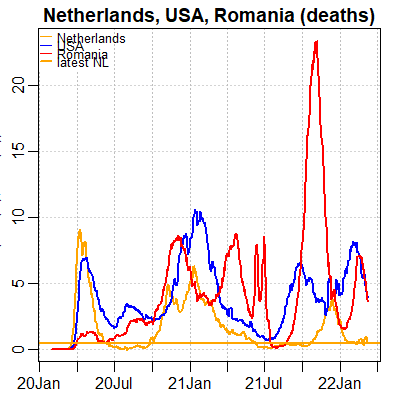 Netherlands, USA, Romania (deaths)
Netherlands
USA
Romania
latest NL
20
15
10
5
0
20Jan 20Jul 21Jan 21Jul 22Jan